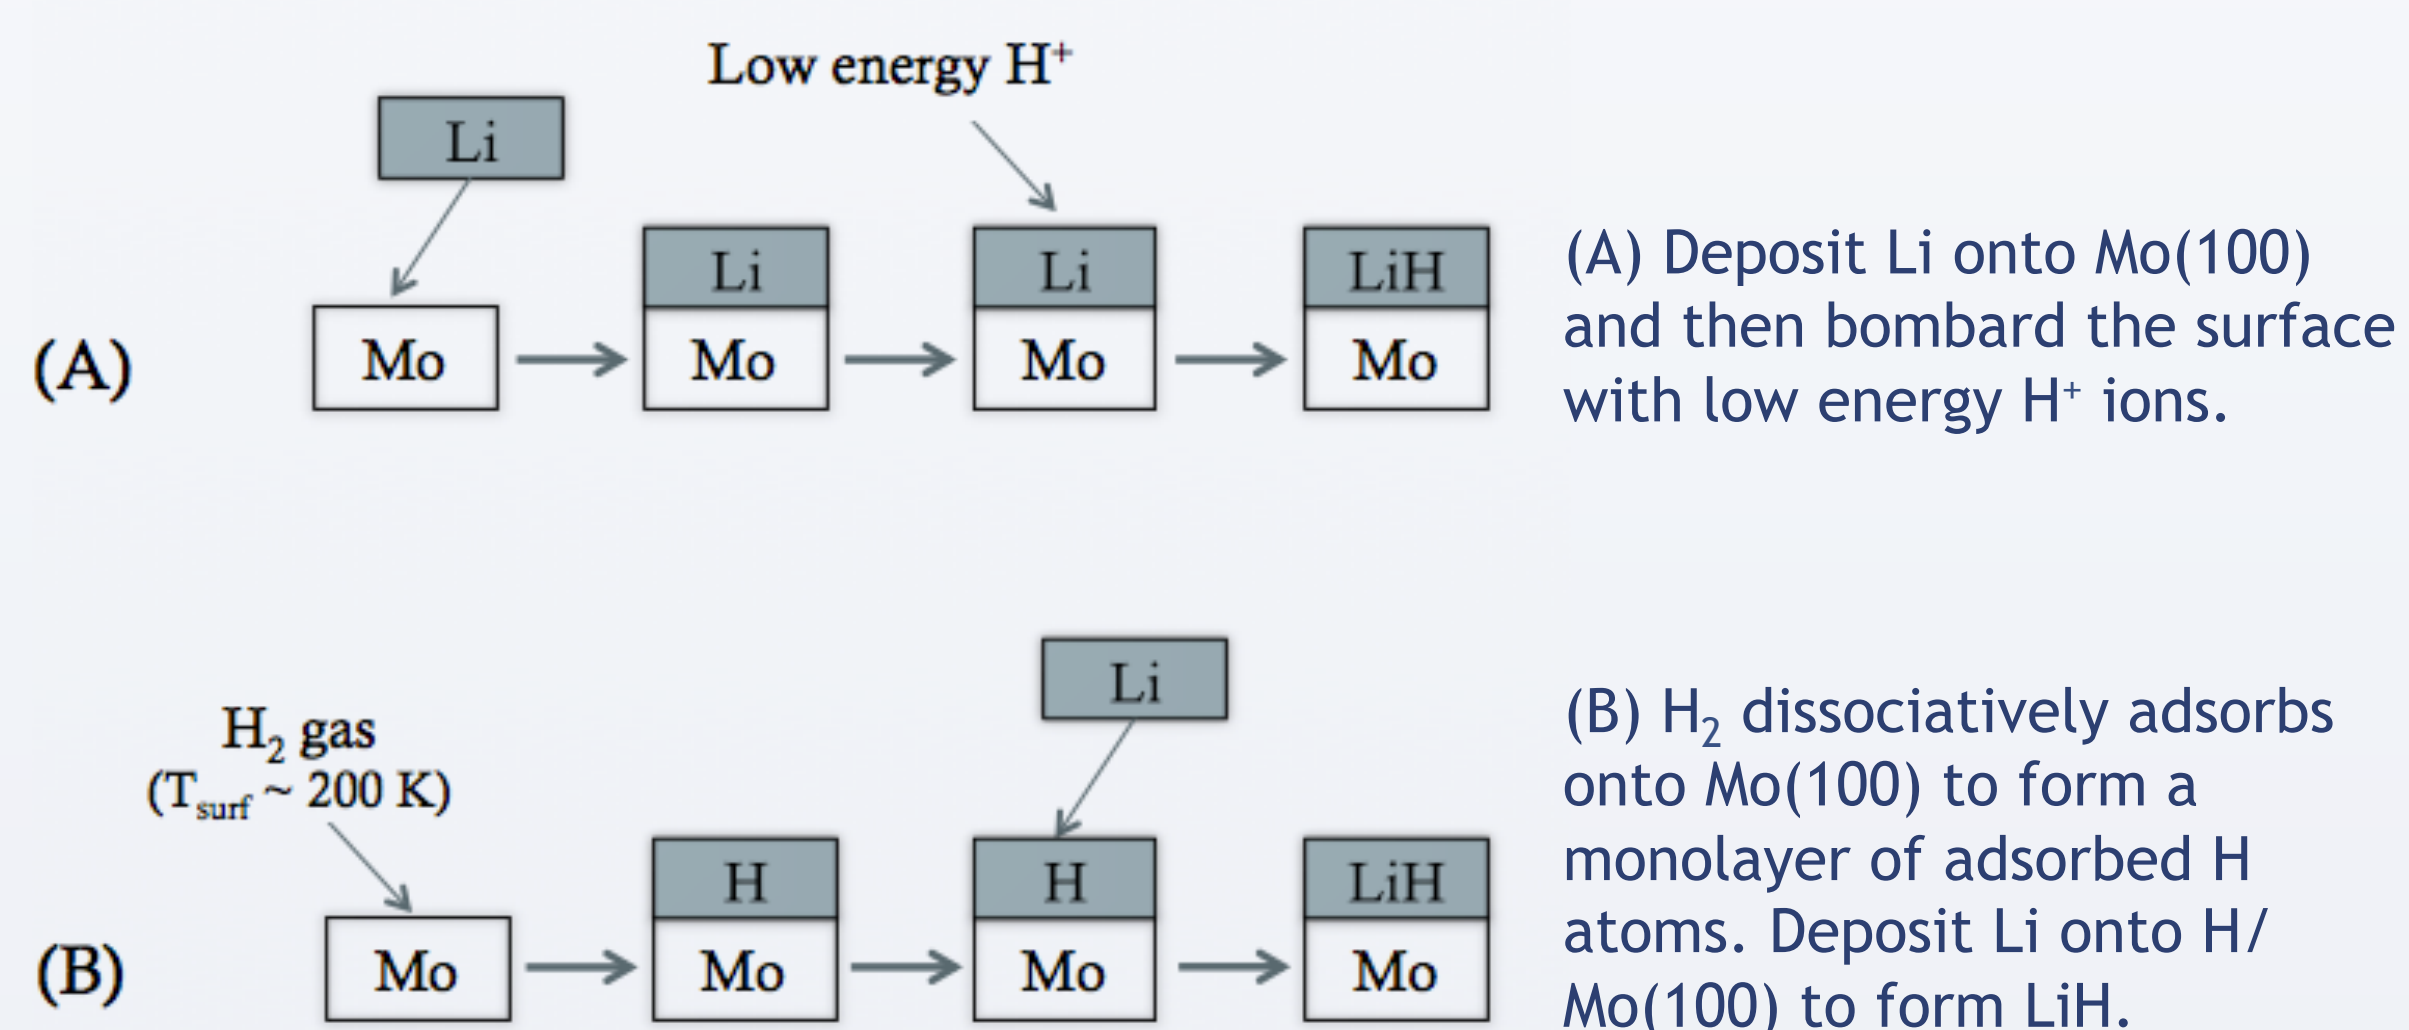 Low energy H⁺
Li
Li
Li
LiH
Mo
Mo
Mo
Mo
(A)
(A) Deposit Li onto Mo(100)
and then bombard the surface
with low energy H⁺ ions.
Li
H₂ gas
(Tsurf ~ 200 K)
H
H
LiH
Mo
Mo
Mo
Mo
(B)
(B) H₂ dissociatively adsorbs
onto Mo(100) to form a
monolayer of adsorbed H
atoms. Deposit Li onto H/
Mo(100) to form LiH.